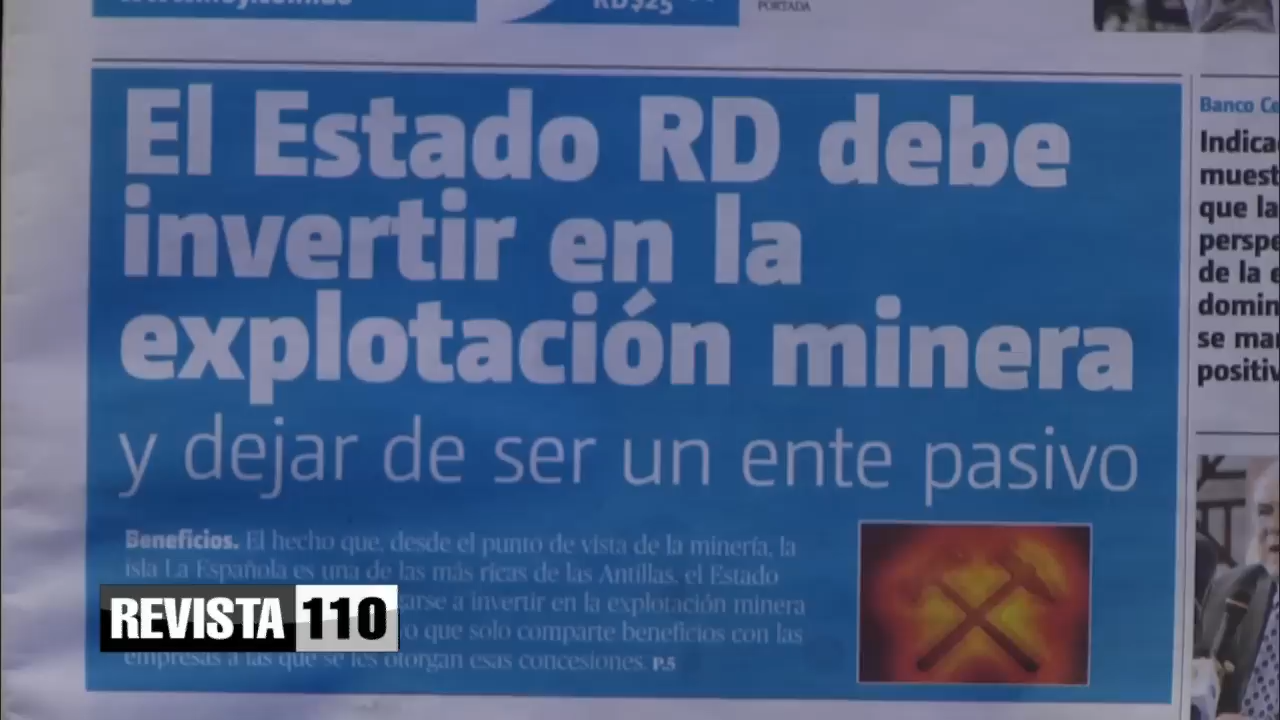 RD$25
PORTADA
El Estado RD debe
invertir en la
explotación minera
y dejar de ser un ente pasivo
Beneficios. El hecho que, desde el punto de vista de la minería, la
isla La Española es una de las más ricas de las Antillas, el Estado
arse a invertir en la explotación minera
o que solo comparte beneficios con las
empresas a las que se les otorgan esas concesiones. P.5
REVISTA 110
Banco Ce
Indica
muest
que la
perspe
de la e
domin
se ma
positiv